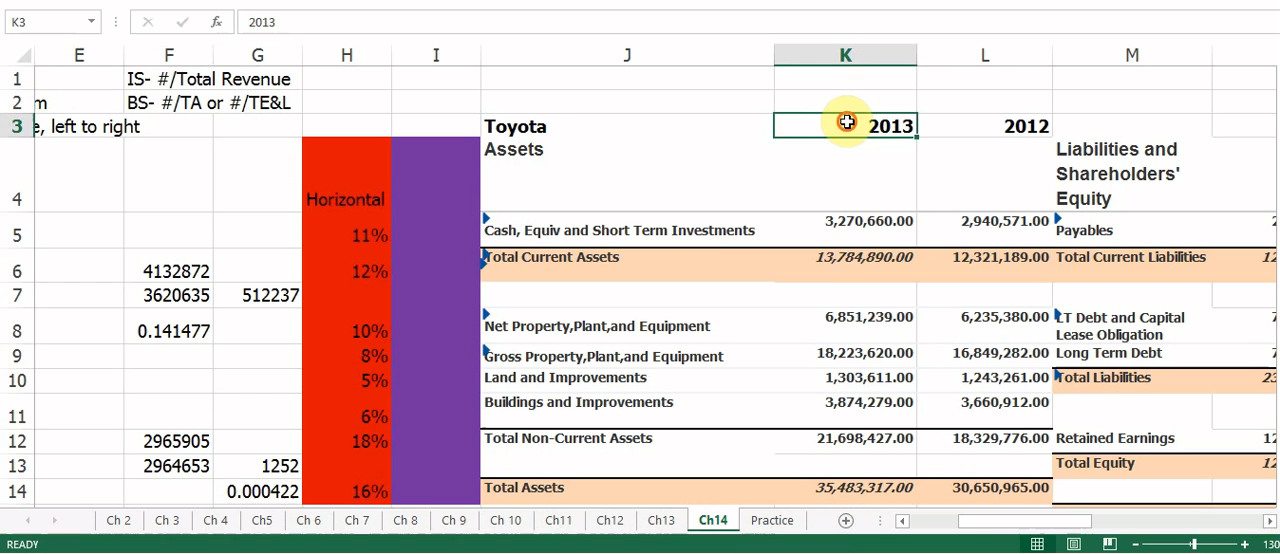 K3 fx 2013
E F G H I J K L M
1 IS- #/Total Revenue
2 m BS- #/TA or #/TE&L
3 e, left to right Toyota 2013 2012
4 Horizontal Assets Liabilities and Shareholders' Equity
5 11% Cash, Equiv and Short Term Investments 3,270,660.00 2,940,571.00 Payables 2
6 4132872 12% Total Current Assets 13,784,890.00 12,321,189.00 Total Current Liabilities 12
7 3620635 512237
8 0.141477 10% Net Property,Plant,and Equipment 6,851,239.00 6,235,380.00 LT Debt and Capital Lease Obligation 7
9 8% Gross Property,Plant,and Equipment 18,223,620.00 16,849,282.00 Long Term Debt 7
10 5% Land and Improvements 1,303,611.00 1,243,261.00 Total Liabilities 23
11 6% Buildings and Improvements 3,874,279.00 3,660,912.00
12 2965905 18% Total Non-Current Assets 21,698,427.00 18,329,776.00 Retained Earnings 12
13 2964653 1252 Total Equity 12
14 0.000422 16% Total Assets 35,483,317.00 30,650,965.00
Ch 2 Ch 3 Ch 4 Ch5 Ch 6 Ch 7 Ch 8 Ch 9 Ch 10 Ch11 Ch12 Ch13 Ch14 Practice
READY 130